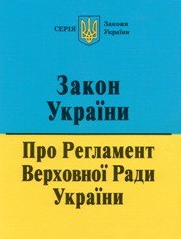 СЕРІЯ
Закони
України
Закон
України
Про Регламент
Верховної Ради
України